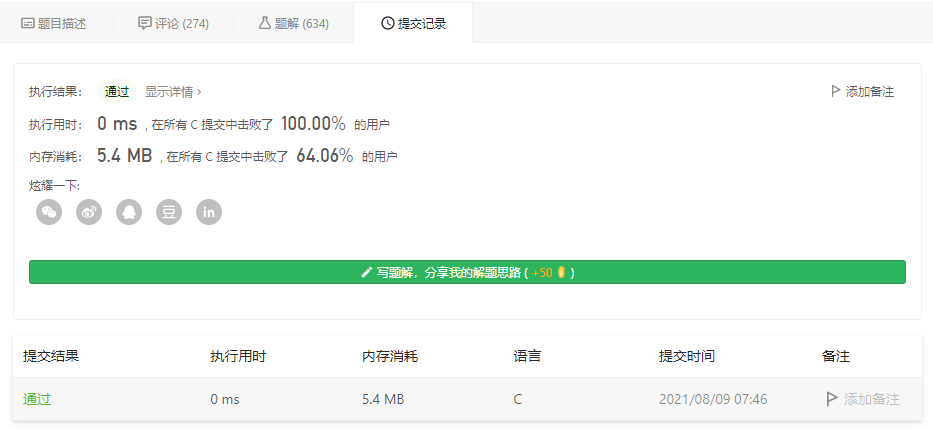 题目描述 评论 (274) 题解 (634) 提交记录
执行结果： 通过 显示详情 › 添加备注
执行用时： 0 ms , 在所有 C 提交中击败了 100.00% 的用户
内存消耗： 5.4 MB , 在所有 C 提交中击败了 64.06% 的用户
炫耀一下:
豆 in
写题解，分享我的解题思路 ( +50 )
提交结果 执行用时 内存消耗 语言 提交时间 备注
通过 0 ms 5.4 MB C 2021/08/09 07:46 添加备注